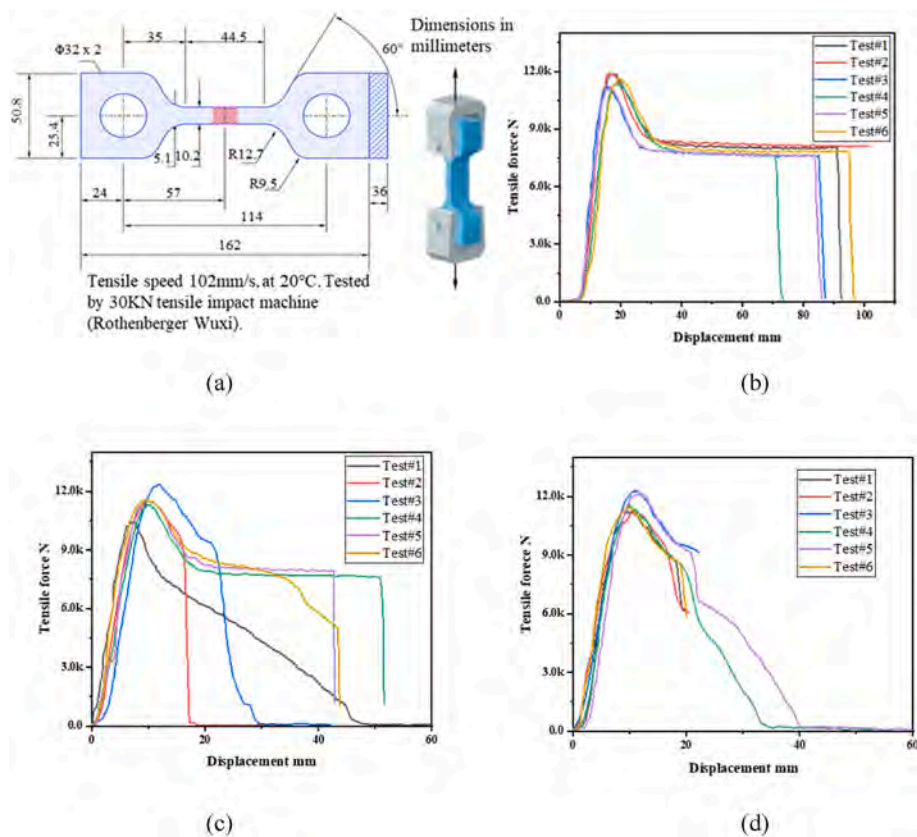 Dimensions in
millimeters
35
44.5
60°
Φ32 x 2
50.8
25.4
5.1
10.2
R12.7
R9.5
24
57
36
114
162
Tensile speed 102mm/s, at 20°C. Tested
by 30KN tensile impact machine
(Rothenberger Wuxi).
(a)
12.0k
9.0k
6.0k
3.0k
0.0
Tensile force N
0
20
40
60
80
100
Displacement mm
Test#1
Test#2
Test#3
Test#4
Test#5
Test#6
(b)
12.0k
9.0k
6.0k
3.0k
0.0
Tensile force N
0
20
40
60
Displacement mm
Test#1
Test#2
Test#3
Test#4
Test#5
Test#6
(c)
12.0k
9.0k
6.0k
3.0k
0.0
Tensile force N
0
20
40
60
Displacement mm
Test#1
Test#2
Test#3
Test#4
Test#5
Test#6
(d)